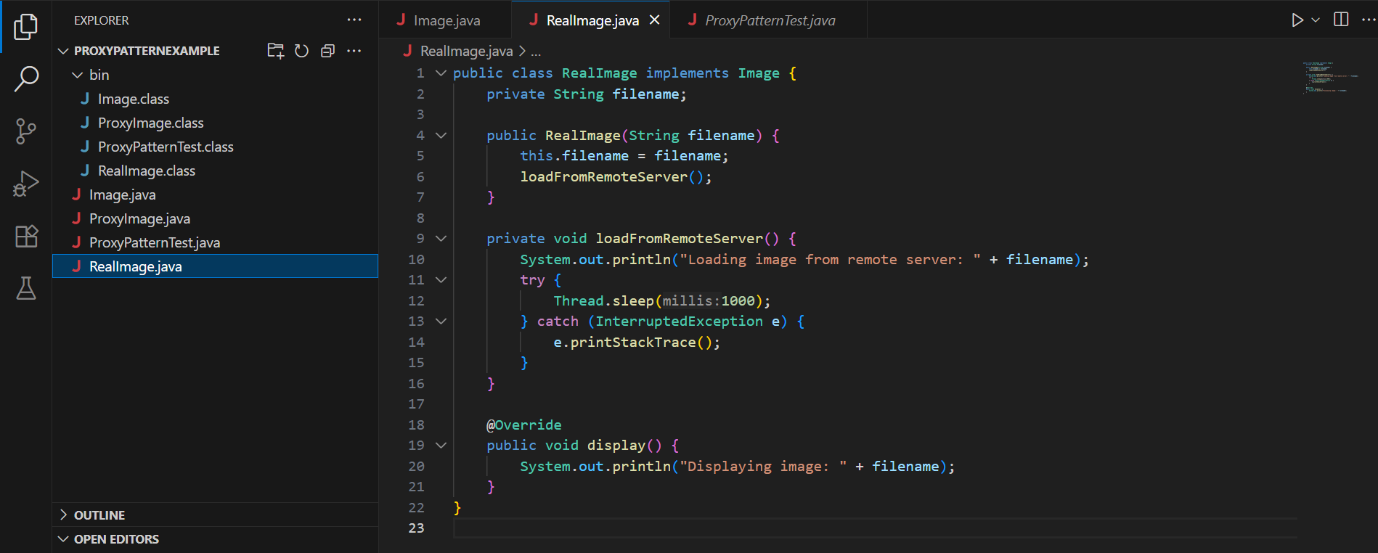 EXPLORER
PROXYPATTERNEXAMPLE
bin
J Image.class
J ProxyImage.class
J ProxyPatternTest.class
J RealImage.class
J Image.java
J ProxyImage.java
J ProxyPatternTest.java
J RealImage.java
OUTLINE
OPEN EDITORS
J Image.java J RealImage.java J ProxyPatternTest.java
J RealImage.java > ...
1 public class RealImage implements Image {
2 private String filename;
3
4 public RealImage(String filename) {
5 this.filename = filename;
6 loadFromRemoteServer();
7 }
8
9 private void loadFromRemoteServer() {
10 System.out.println("Loading image from remote server: " + filename);
11 try {
12 Thread.sleep(millis:1000);
13 } catch (InterruptedException e) {
14 e.printStackTrace();
15 }
16 }
17
18 @Override
19 public void display() {
20 System.out.println("Displaying image: " + filename);
21 }
22 }
23